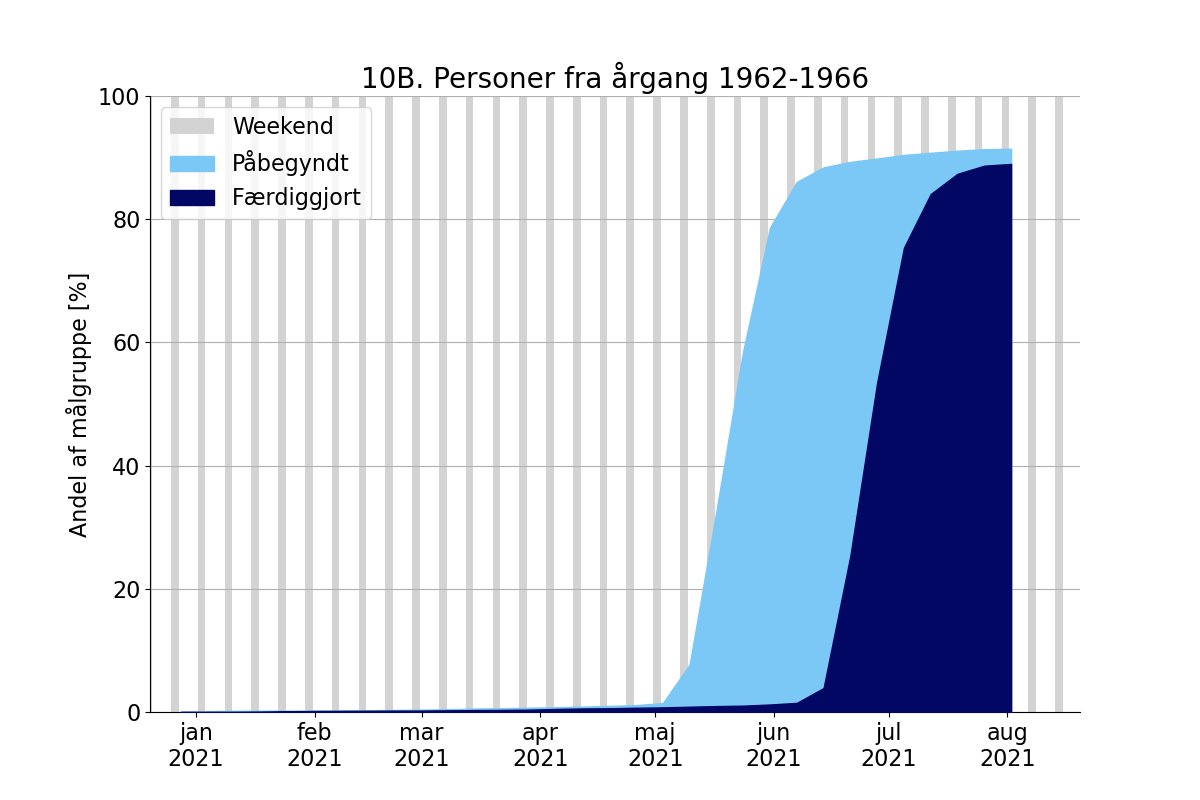 10B. Personer fra årgang 1962-1966
Andel af målgruppe [%]
100
80
60
40
20
0
Weekend
Påbegyndt
Færdiggjort
jan feb mar apr maj jun jul aug
2021 2021 2021 2021 2021 2021 2021 2021